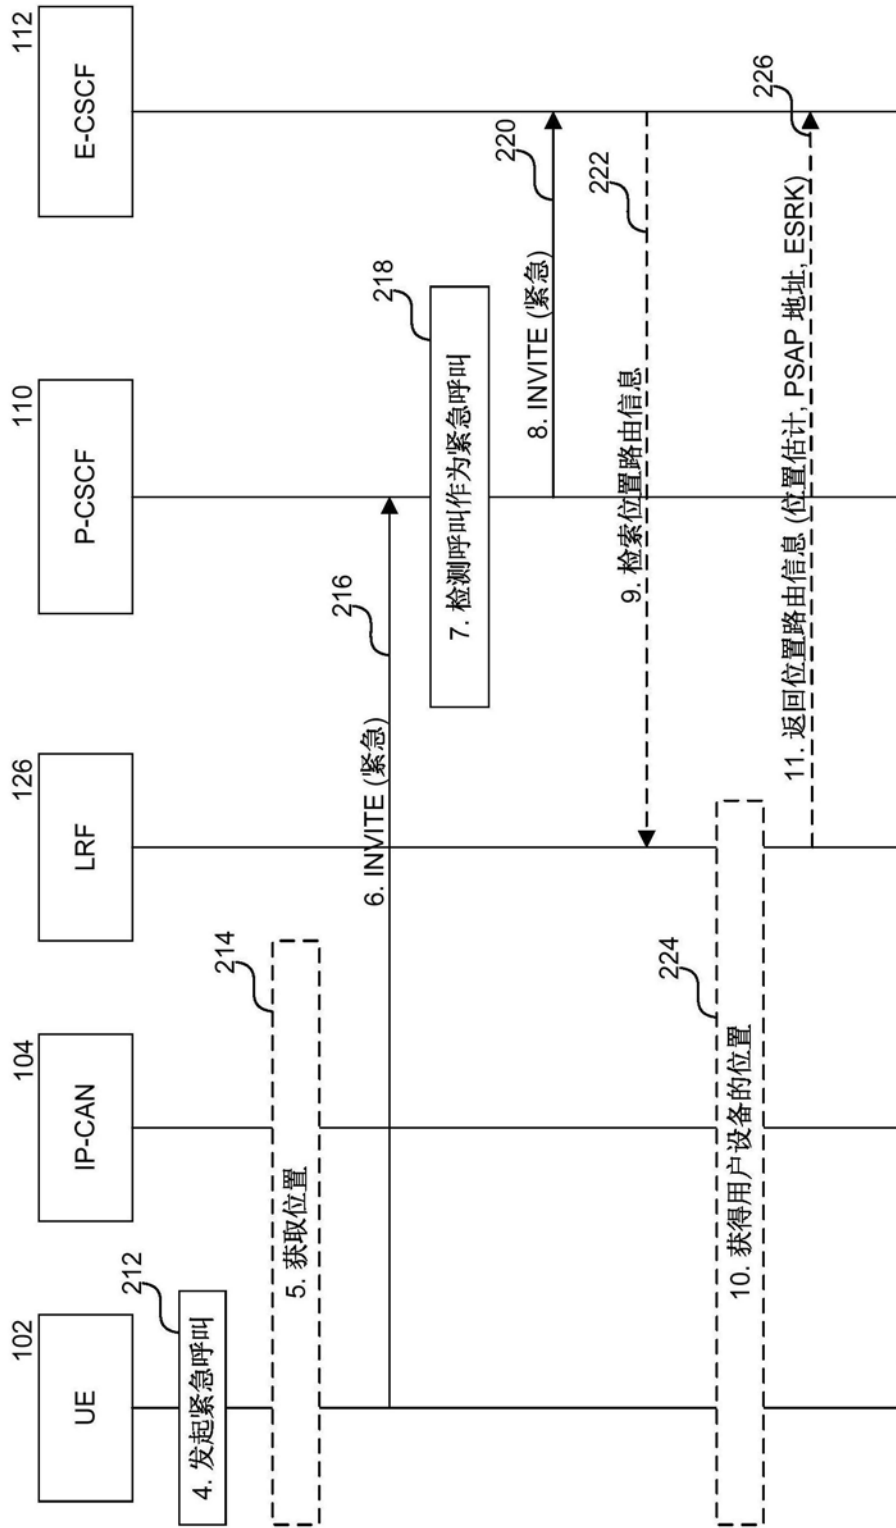 102
UE
104
IP-CAN
126
LRF
110
P-CSCF
112
E-CSCF
212
4. 发起紧急呼叫
214
5. 获取位置
216
6. INVITE (紧急)
218
7. 检测呼叫作为紧急呼叫
220
8. INVITE (紧急)
222
9. 检索位置路由信息
224
10. 获得用户设备的位置
226
11. 返回位置路由信息 (位置估计, PSAP 地址, ESRK)